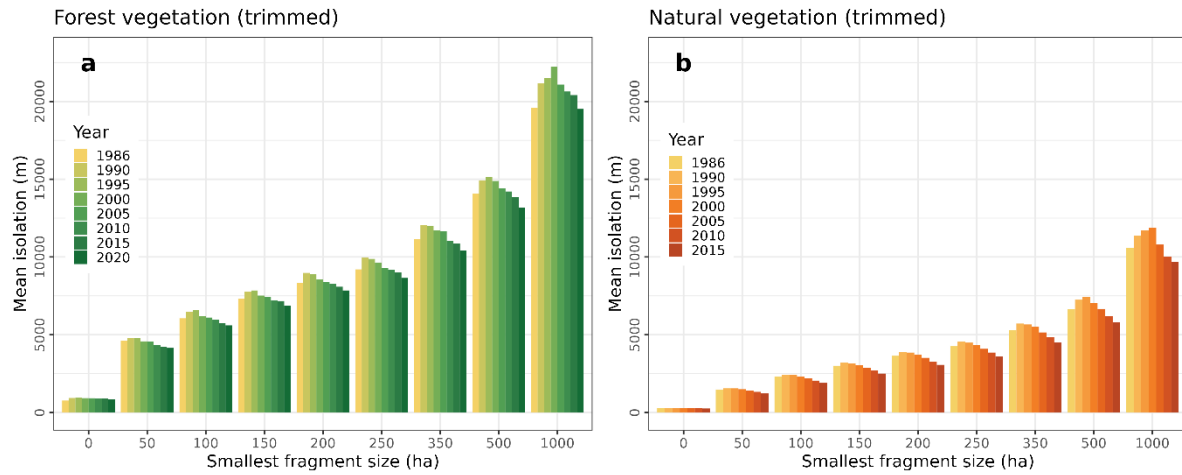 Forest vegetation (trimmed)
a
Year
1986
1990
1995
2000
2005
2010
2015
2020
Mean isolation (m)
20000
15000
10000
5000
0
0 50 100 150 200 250 350 500 1000
Smallest fragment size (ha)
Natural vegetation (trimmed)
b
Year
1986
1990
1995
2000
2005
2010
2015
Mean isolation (m)
20000
15000
10000
5000
0
0 50 100 150 200 250 350 500 1000
Smallest fragment size (ha)